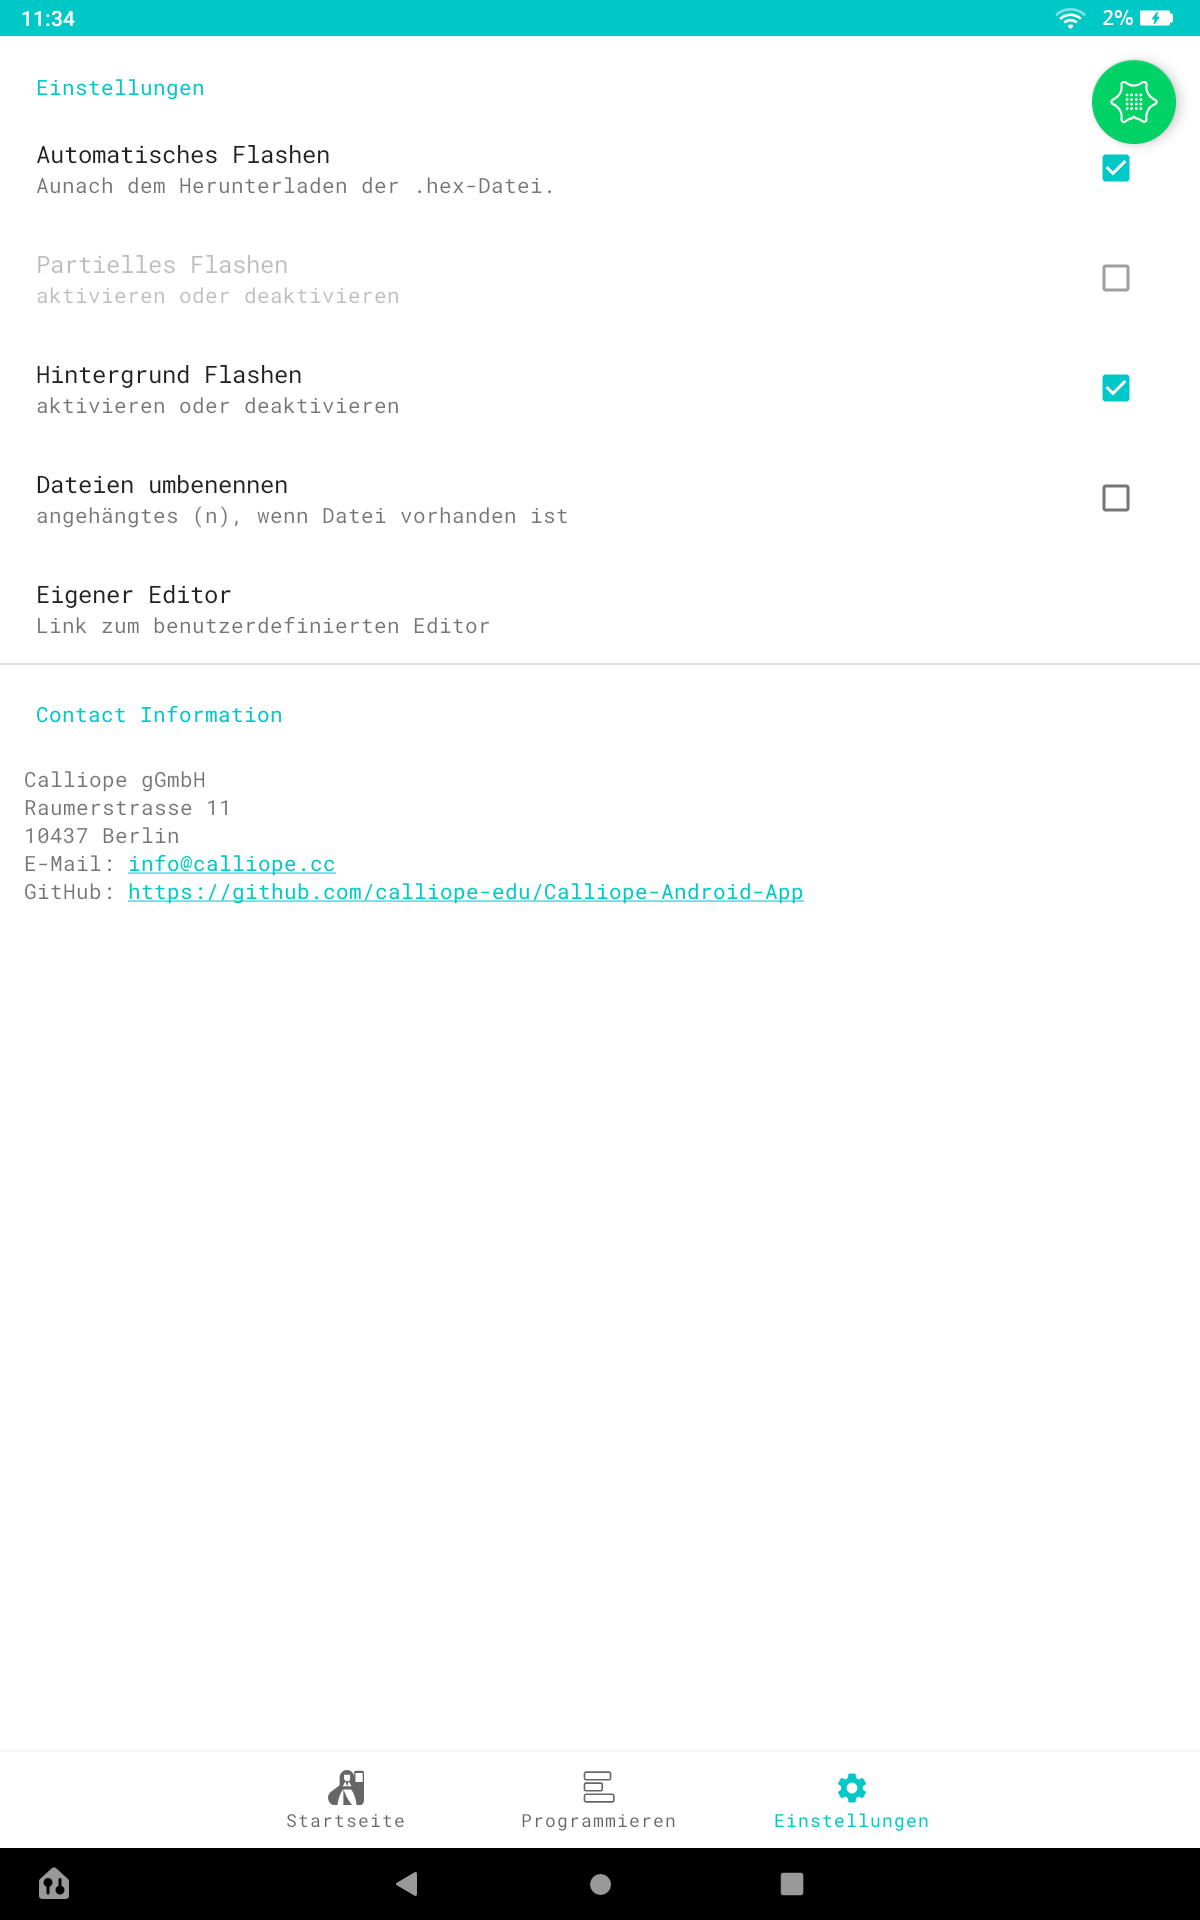 11:34
2%
Einstellungen
Automatisches Flashen
Aunach dem Herunterladen der .hex-Datei.
Partielles Flashen
aktivieren oder deaktivieren
Hintergrund Flashen
aktivieren oder deaktivieren
Dateien umbenennen
angehängtes (n), wenn Datei vorhanden ist
Eigener Editor
Link zum benutzerdefinierten Editor
Contact Information
Calliope gGmbH
Raumerstrasse 11
10437 Berlin
E-Mail: info@calliope.cc
GitHub: https://github.com/calliope-edu/Calliope-Android-App
Startseite
Programmieren
Einstellungen